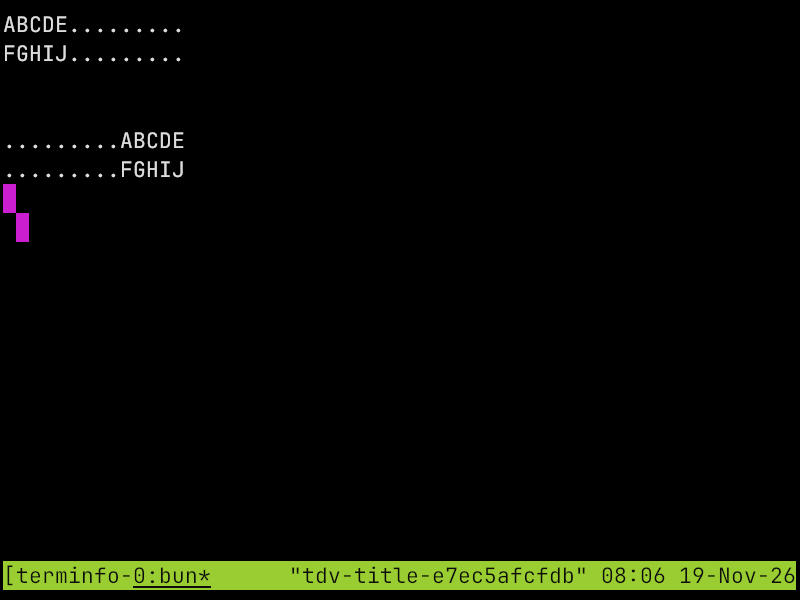 ABCDE.........
FGHIJ.........
.........ABCDE
.........FGHIJ
[terminfo-0:bun*      "tdv-title-e7ec5afcfdb" 08:06 19-Nov-26